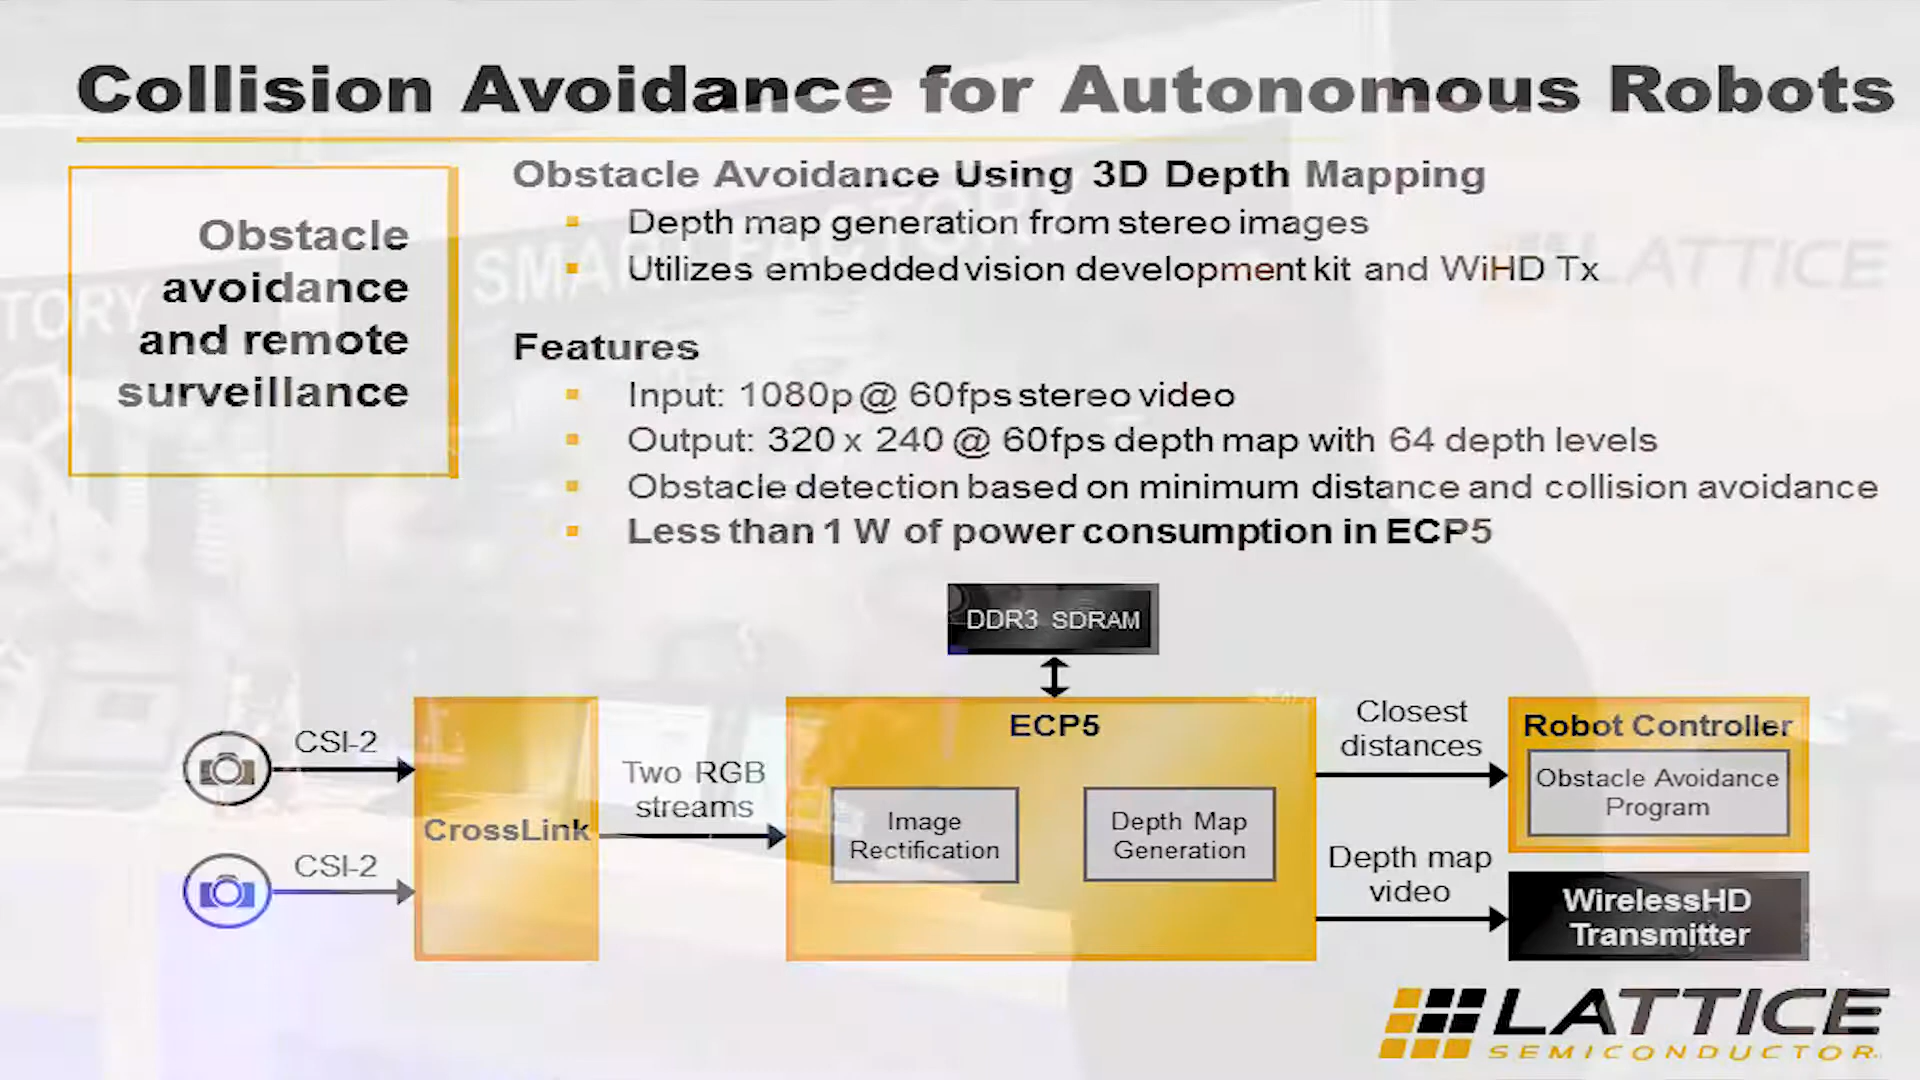 Collision Avoidance for Autonomous Robots
Obstacle
avoidance
and remote
surveillance
Obstacle Avoidance Using 3D Depth Mapping
Depth map generation from stereo images
Utilizes embedded vision development kit and WiHD Tx
Features
Input: 1080p @ 60fps stereo video
Output: 320 x 240 @ 60fps depth map with 64 depth levels
Obstacle detection based on minimum distance and collision avoidance
Less than 1 W of power consumption in ECP5
DDR3 SDRAM
CSI-2
CSI-2
CrossLink
Two RGB
streams
ECP5
Image
Rectification
Depth Map
Generation
Closest
distances
Depth map
video
Robot Controller
Obstacle Avoidance
Program
WirelessHD
Transmitter
LATTICE
SEMICONDUCTOR
TORY
SMART FACTORY
LATTICE